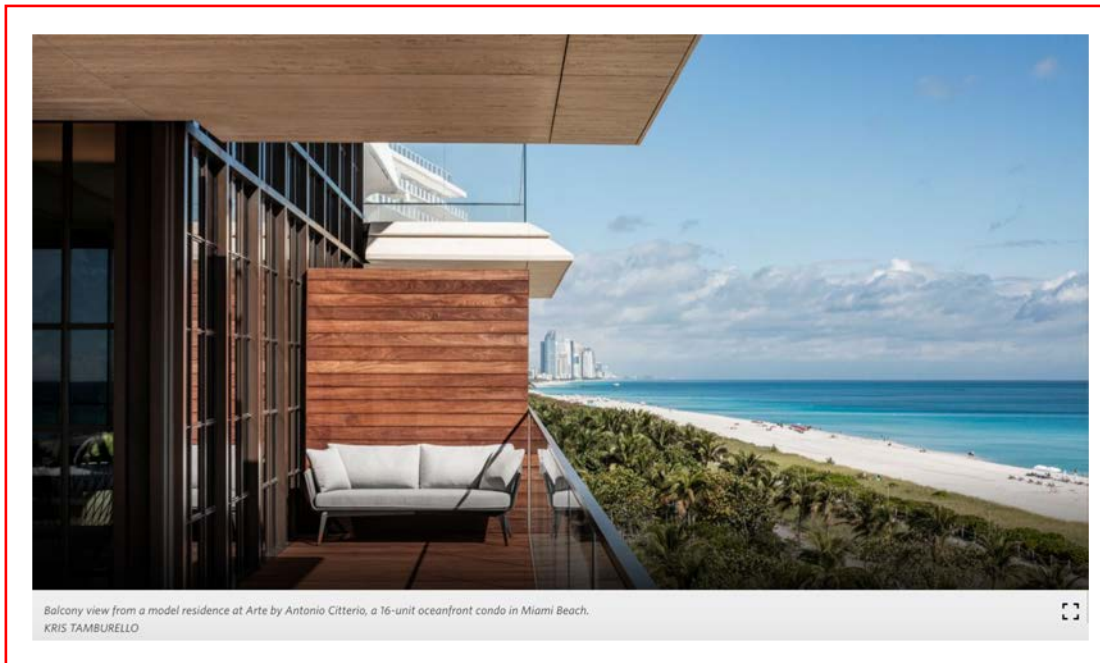 Balcony view from a model residence at Arte by Antonio Citterio, a 16-unit oceanfront condo in Miami Beach.
KRIS TAMBURELLO